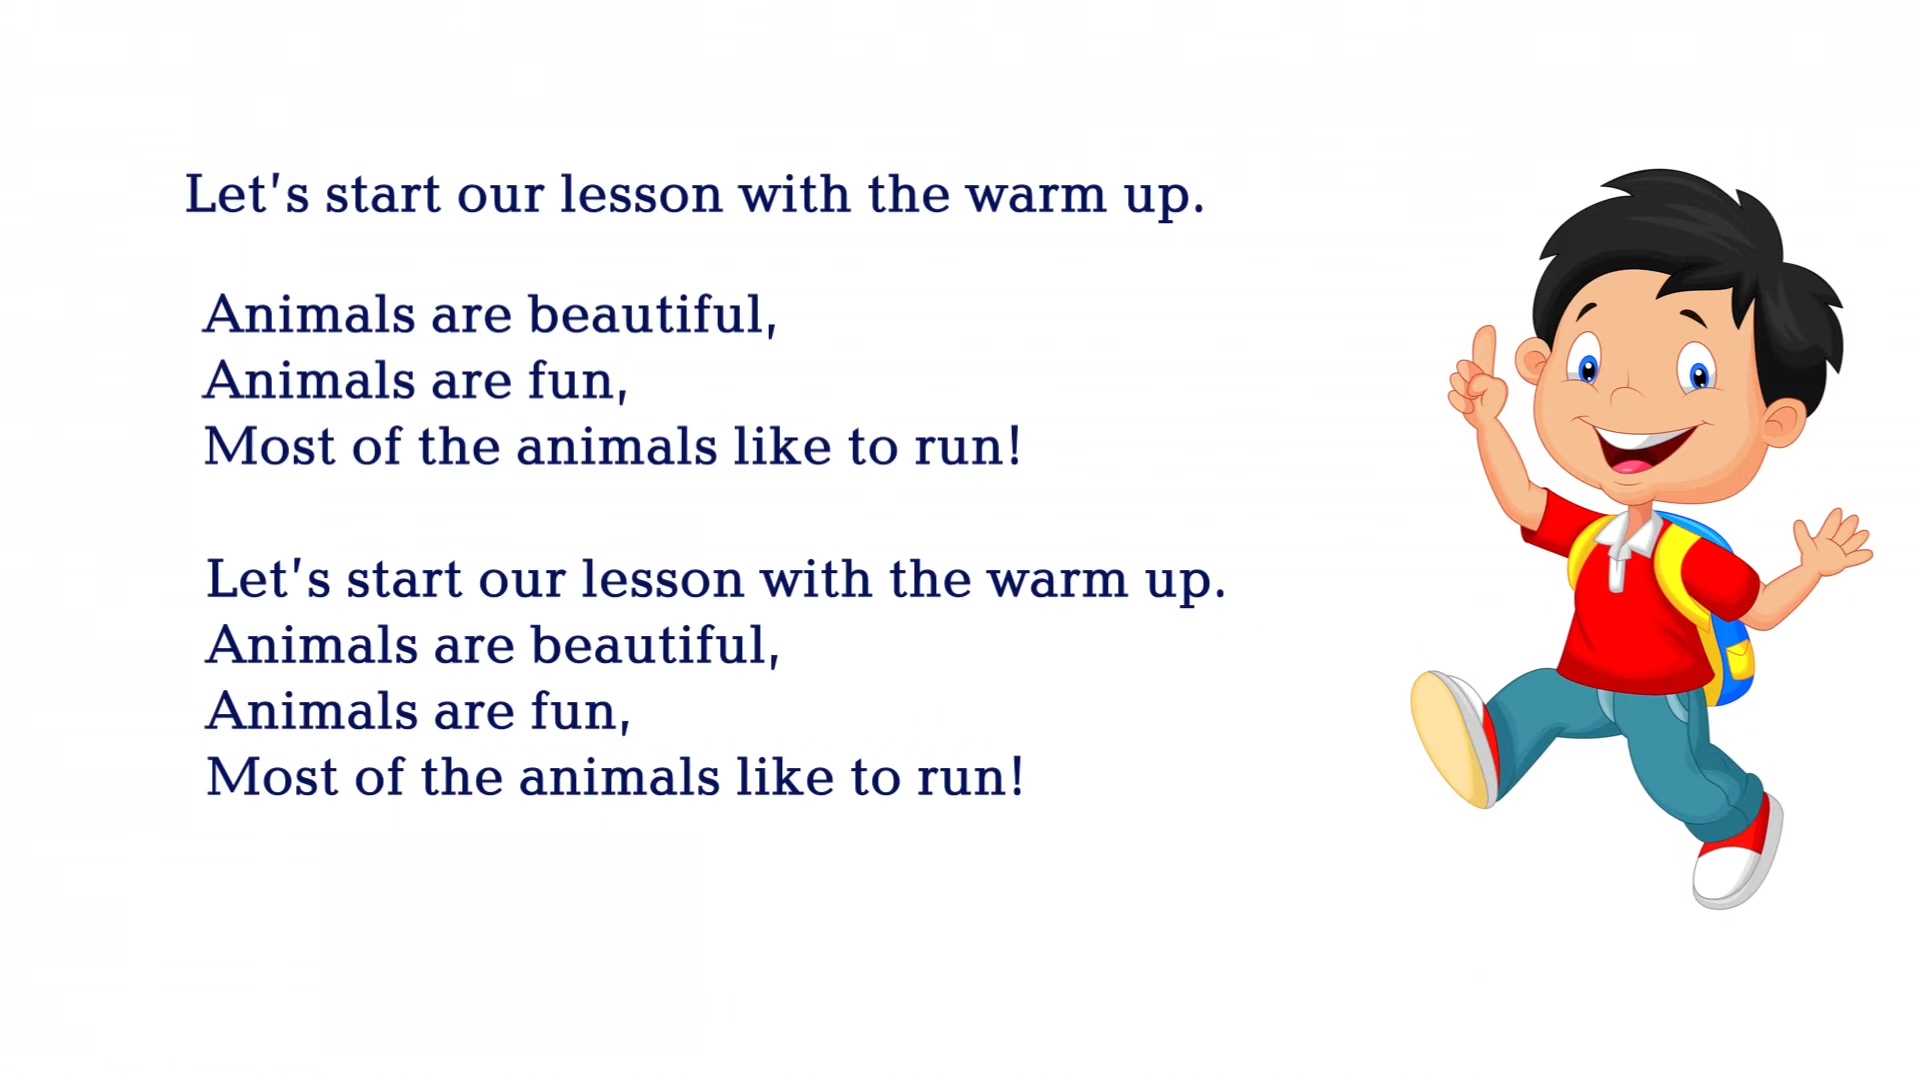 Let’s start our lesson with the warm up.
Animals are beautiful,
Animals are fun,
Most of the animals like to run!
Let’s start our lesson with the warm up.
Animals are beautiful,
Animals are fun,
Most of the animals like to run!